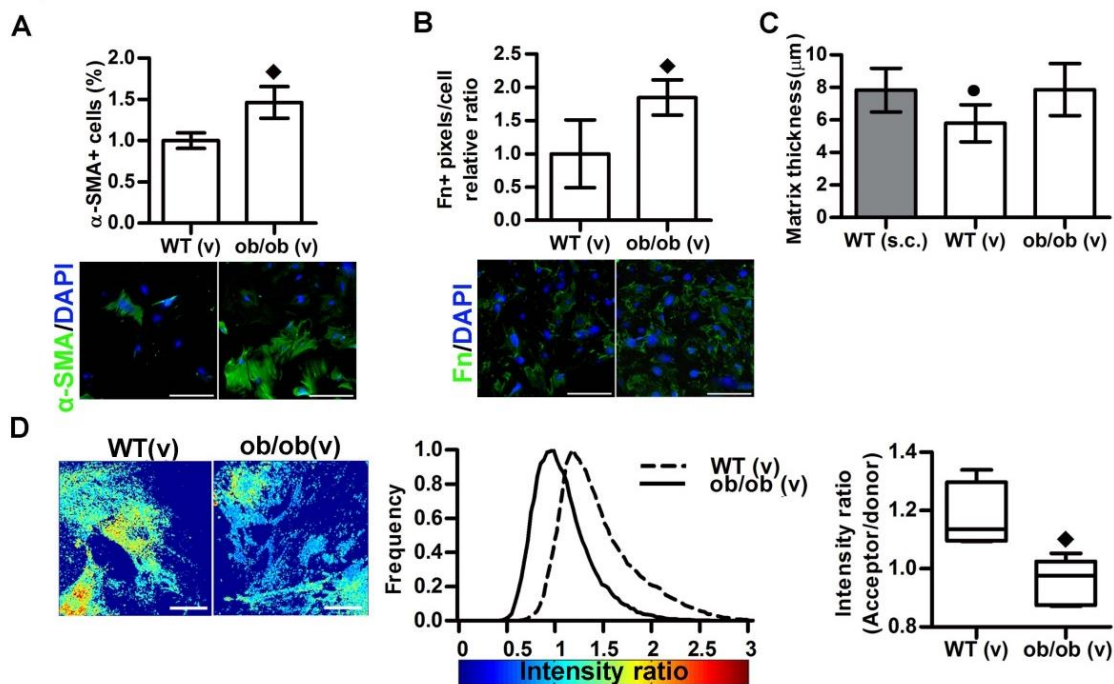 A
α-SMA+ cells (%)
2.0
1.5
1.0
0.5
0.0
WT (v)
ob/ob (v)
α-SMA/DAPI
B
Fn+ pixels/cell
relative ratio
2.5
2.0
1.5
1.0
0.5
0.0
WT (v)
ob/ob (v)
Fn/DAPI
C
Matrix thickness(μm)
10
8
6
4
2
0
WT (s.c.)
WT (v)
ob/ob (v)
D
WT(v)
ob/ob(v)
Frequency
1.0
0.8
0.6
0.4
0.2
0.0
WT (v)
ob/ob (v)
0
0.5
1
1.5
2
2.5
3
Intensity ratio
Intensity ratio
(Acceptor/donor)
1.4
1.2
1.0
0.8
WT (v)
ob/ob (v)